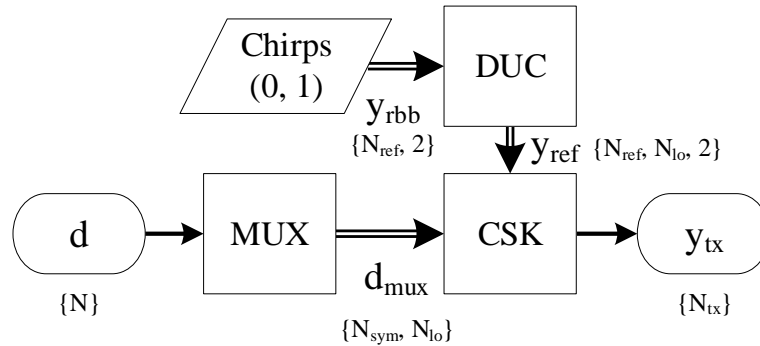 Chirps
(0, 1)
DUC
y_rbb
{N_ref, 2}
y_ref {N_ref, N_lo, 2}
d
MUX
CSK
y_tx
d_mux
{N}
{N_sym, N_lo}
{N_tx}